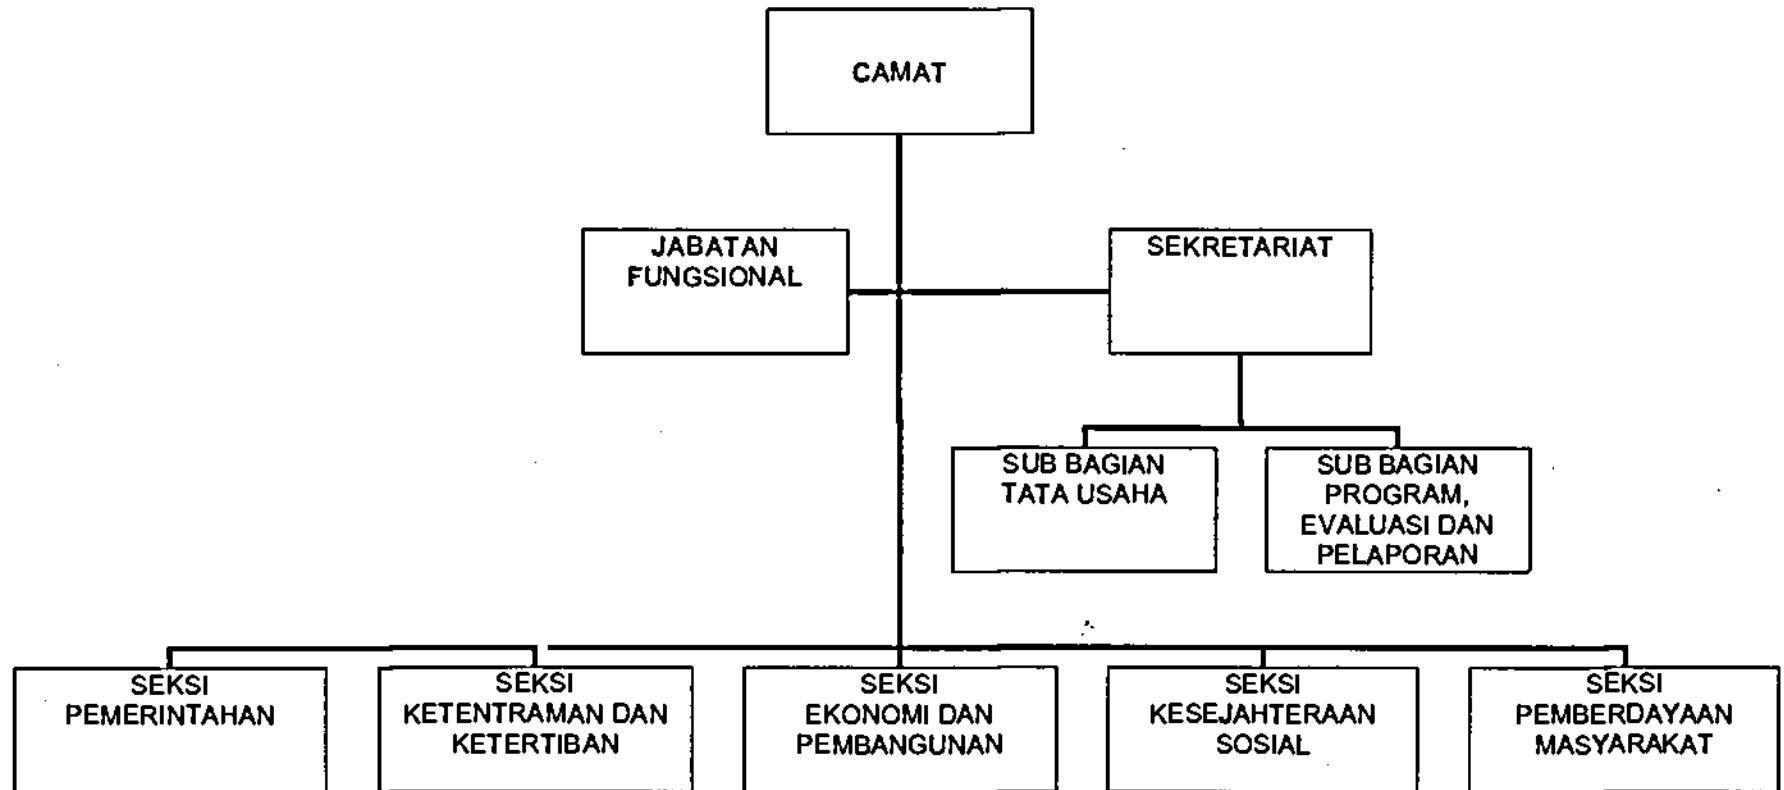 CAMAT
JABATAN
FUNGSIONAL
SEKRETARIAT
SUB BAGIAN
TATA USAHA
SUB BAGIAN
PROGRAM,
EVALUASI DAN
PELAPORAN
SEKSI
PEMERINTAHAN
SEKSI
KETENTRAMAN DAN
KETERTIBAN
SEKSI
EKONOMI DAN
PEMBANGUNAN
SEKSI
KESEJAHTERAAN
SOSIAL
SEKSI
PEMBERDAYAAN
MASYARAKAT